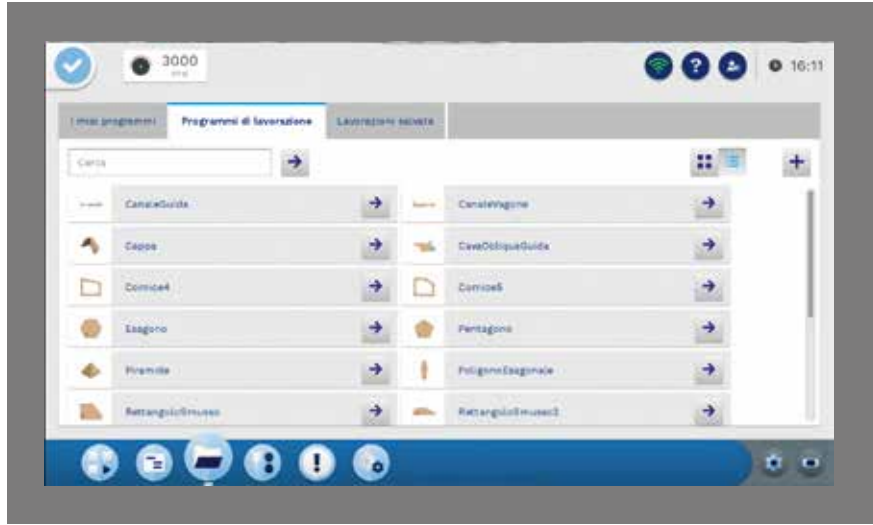 3000
16:11
I miei programmi
Programmi di lavorazione
Lavorazioni salvate
Cerca
CanaleGuida
CanaleVagone
Cappa
CavaObliquaGuida
Cornice4
Cornice5
Esagono
Pentagono
Piramide
PoligonoEsagonale
RettangoloSmusso
RettangoloSmusso2